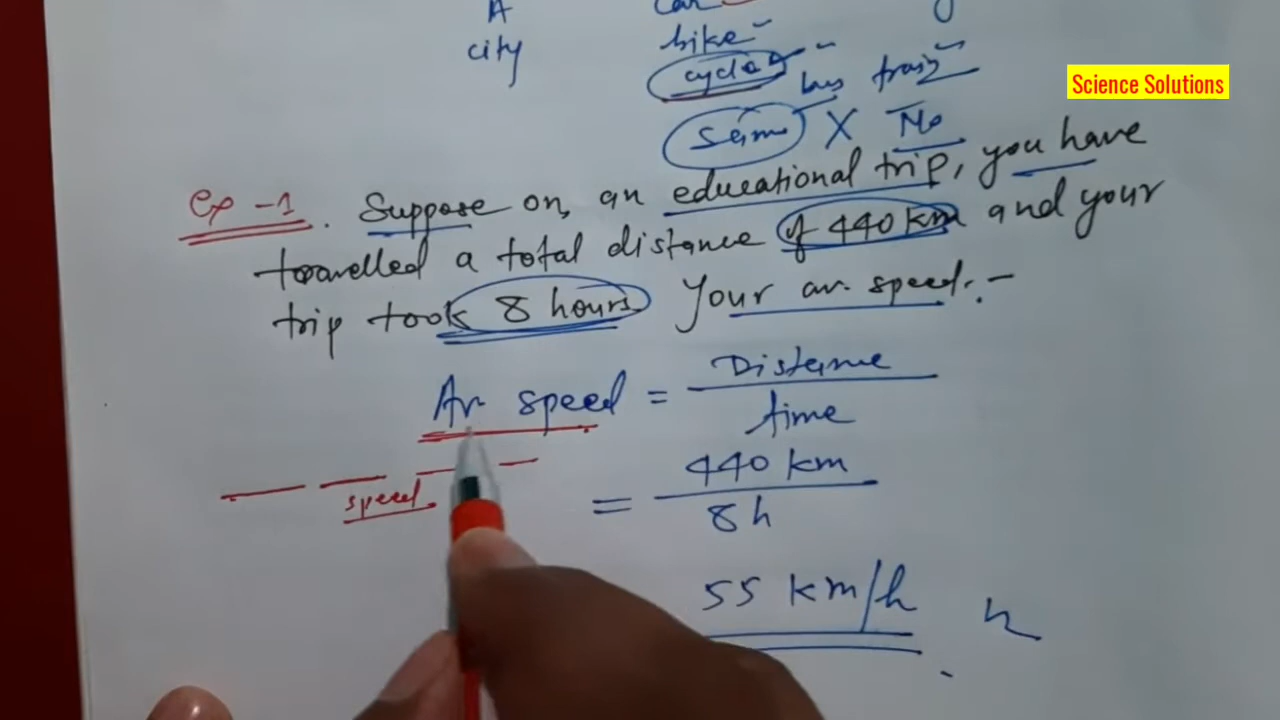 A
city
bike
cycle
bus train
Science Solutions
Same X No
ex-1. Suppose on an educational trip, you have
travelled a total distance of 440 km and your
trip took 8 hours. Your av. speed :-
Av speed = Distance
time
speed
= 440 km
8h
55 km/h